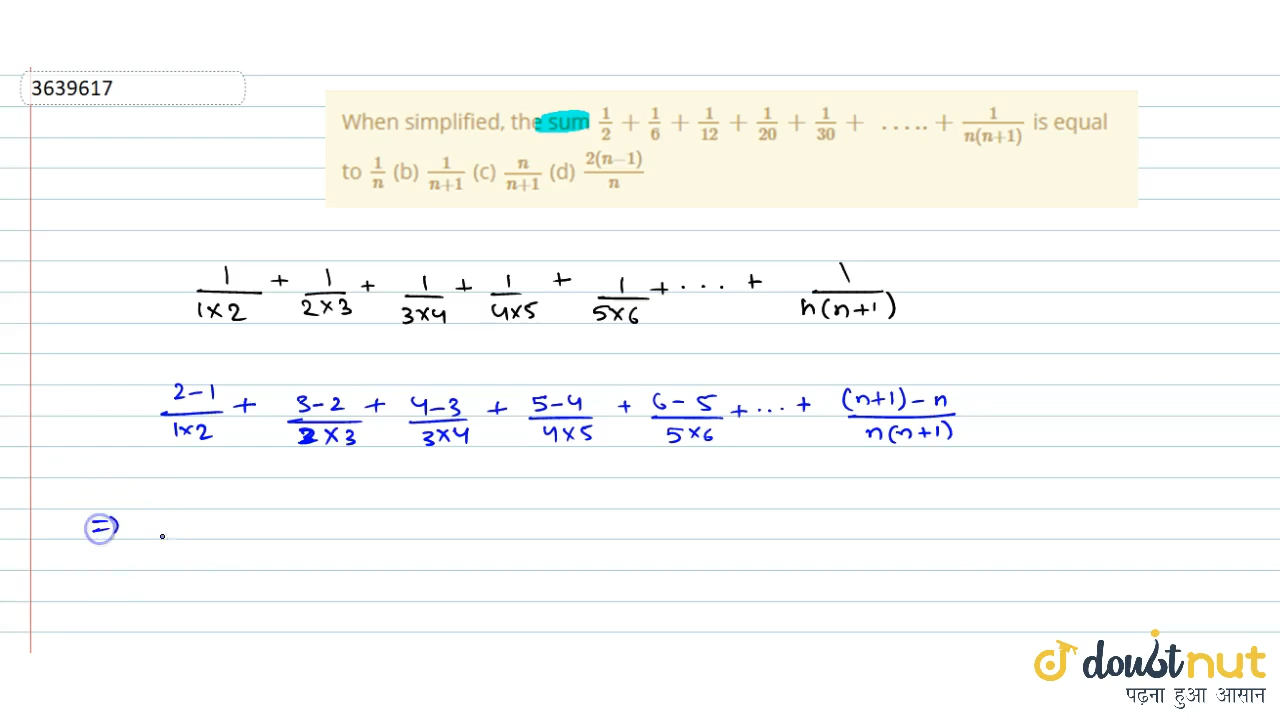 3639617
When simplified, the sum 1/2 + 1/6 + 1/12 + 1/20 + 1/30 + ..... + 1/n(n+1) is equal
to 1/n (b) 1/n+1 (c) n/n+1 (d) 2(n−1)/n
1/1×2 + 1/2×3 + 1/3×4 + 1/4×5 + 1/5×6 + ... + 1/n(n+1)
2−1/1×2 + 3−2/2×3 + 4−3/3×4 + 5−4/4×5 + 6−5/5×6 + ... + (n+1)−n/n(n+1)
⇒
doubtnut
पढ़ना हुआ आसान